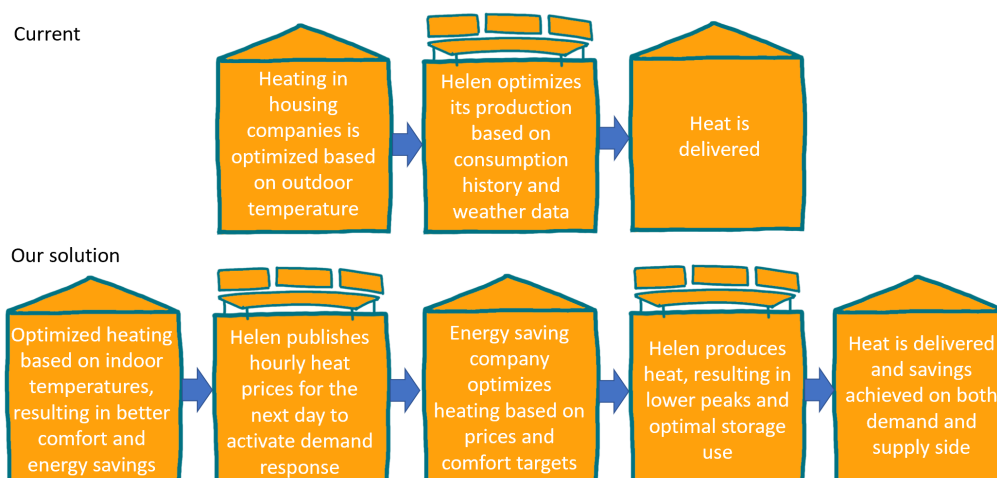 Current
Heating in
housing
companies is
optimized based
on outdoor
temperature
Helen optimizes
its production
based on
consumption
history and
weather data
Heat is
delivered
Our solution
Optimized heating
based on indoor
temperatures,
resulting in better
comfort and
energy savings
Helen publishes
hourly heat
prices for the
next day to
activate demand
response
Energy saving
company
optimizes
heating based on
prices and
comfort targets
Helen produces
heat, resulting in
lower peaks and
optimal storage
use
Heat is delivered
and savings
achieved on both
demand and
supply side